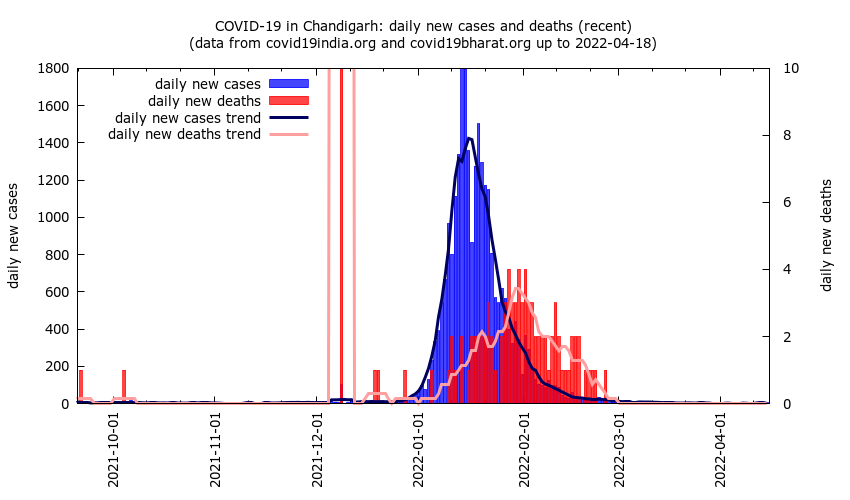 COVID-19 in Chandigarh: daily new cases and deaths (recent)
(data from covid19india.org and covid19bharat.org up to 2022-04-18)
daily new cases
daily new deaths
daily new cases trend
daily new deaths trend
1800
1600
1400
1200
1000
800
600
400
200
0
10
8
6
4
2
0
daily new cases
daily new deaths
2021-10-01
2021-11-01
2021-12-01
2022-01-01
2022-02-01
2022-03-01
2022-04-01